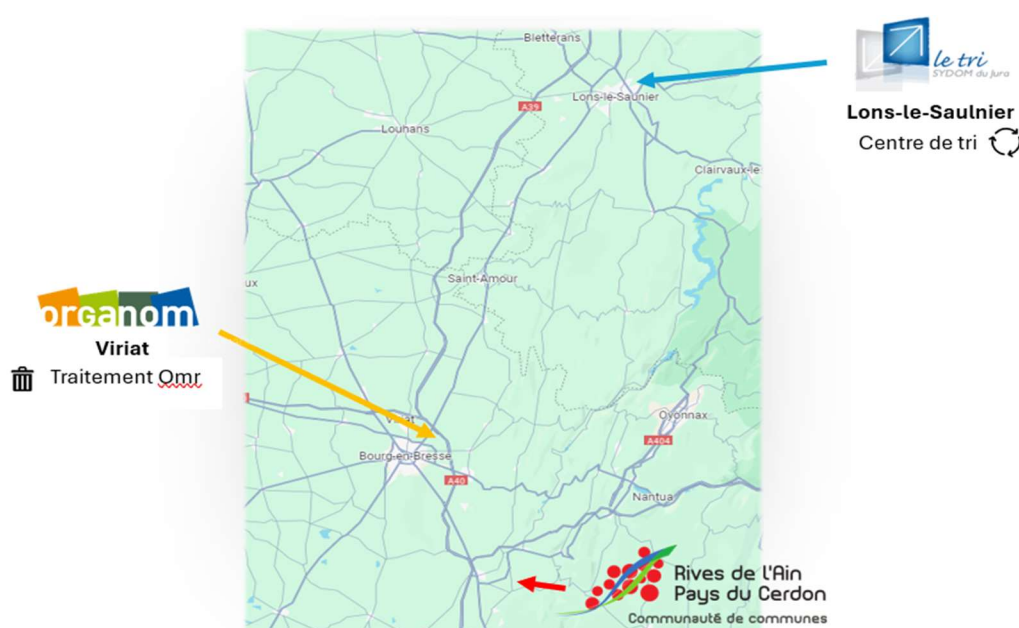 Bletterans
le tri
SYDOM du Jura
A39
Lons-le-Saunier
Lons-le-Saulnier
Louhans
Centre de tri
Clairvaux-le
Saint-Amour
ux
organom
Viriat
Traitement Omr
Viriat
Oyonnax
A404
Bourg-en-Bresse
A40
Nantua
Rives de l'Ain
Pays du Cerdon
Communauté de communes